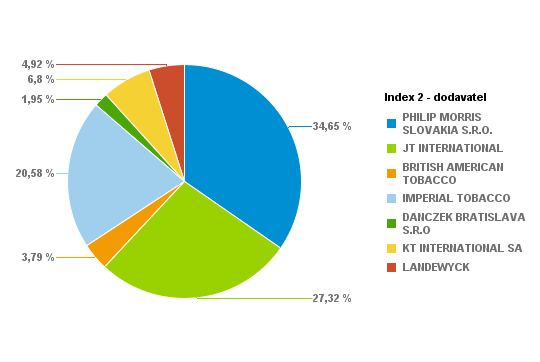 4,92 %
6,8 %
1,95 %
20,58 %
3,79 %
34,65 %
27,32 %
Index 2 - dodavatel
PHILIP MORRIS
SLOVAKIA S.R.O.
JT INTERNATIONAL
BRITISH AMERICAN
TOBACCO
IMPERIAL TOBACCO
DANCZEK BRATISLAVA
S.R.O
KT INTERNATIONAL SA
LANDEWYCK